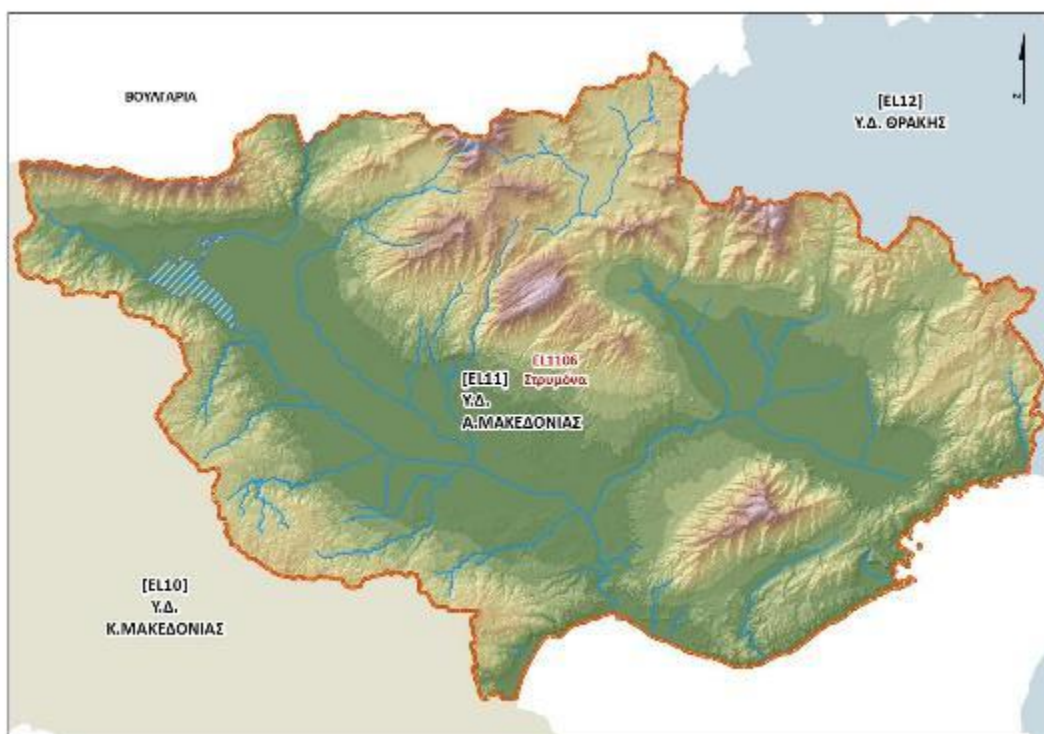 ΒΟΥΛΓΑΡΙΑ
[EL12]
Υ.Δ. ΘΡΑΚΗΣ
z
EL1106
Στρυμόνα
[EL11]
Υ.Δ.
Α.ΜΑΚΕΔΟΝΙΑΣ
[EL10]
Υ.Δ.
Κ.ΜΑΚΕΔΟΝΙΑΣ